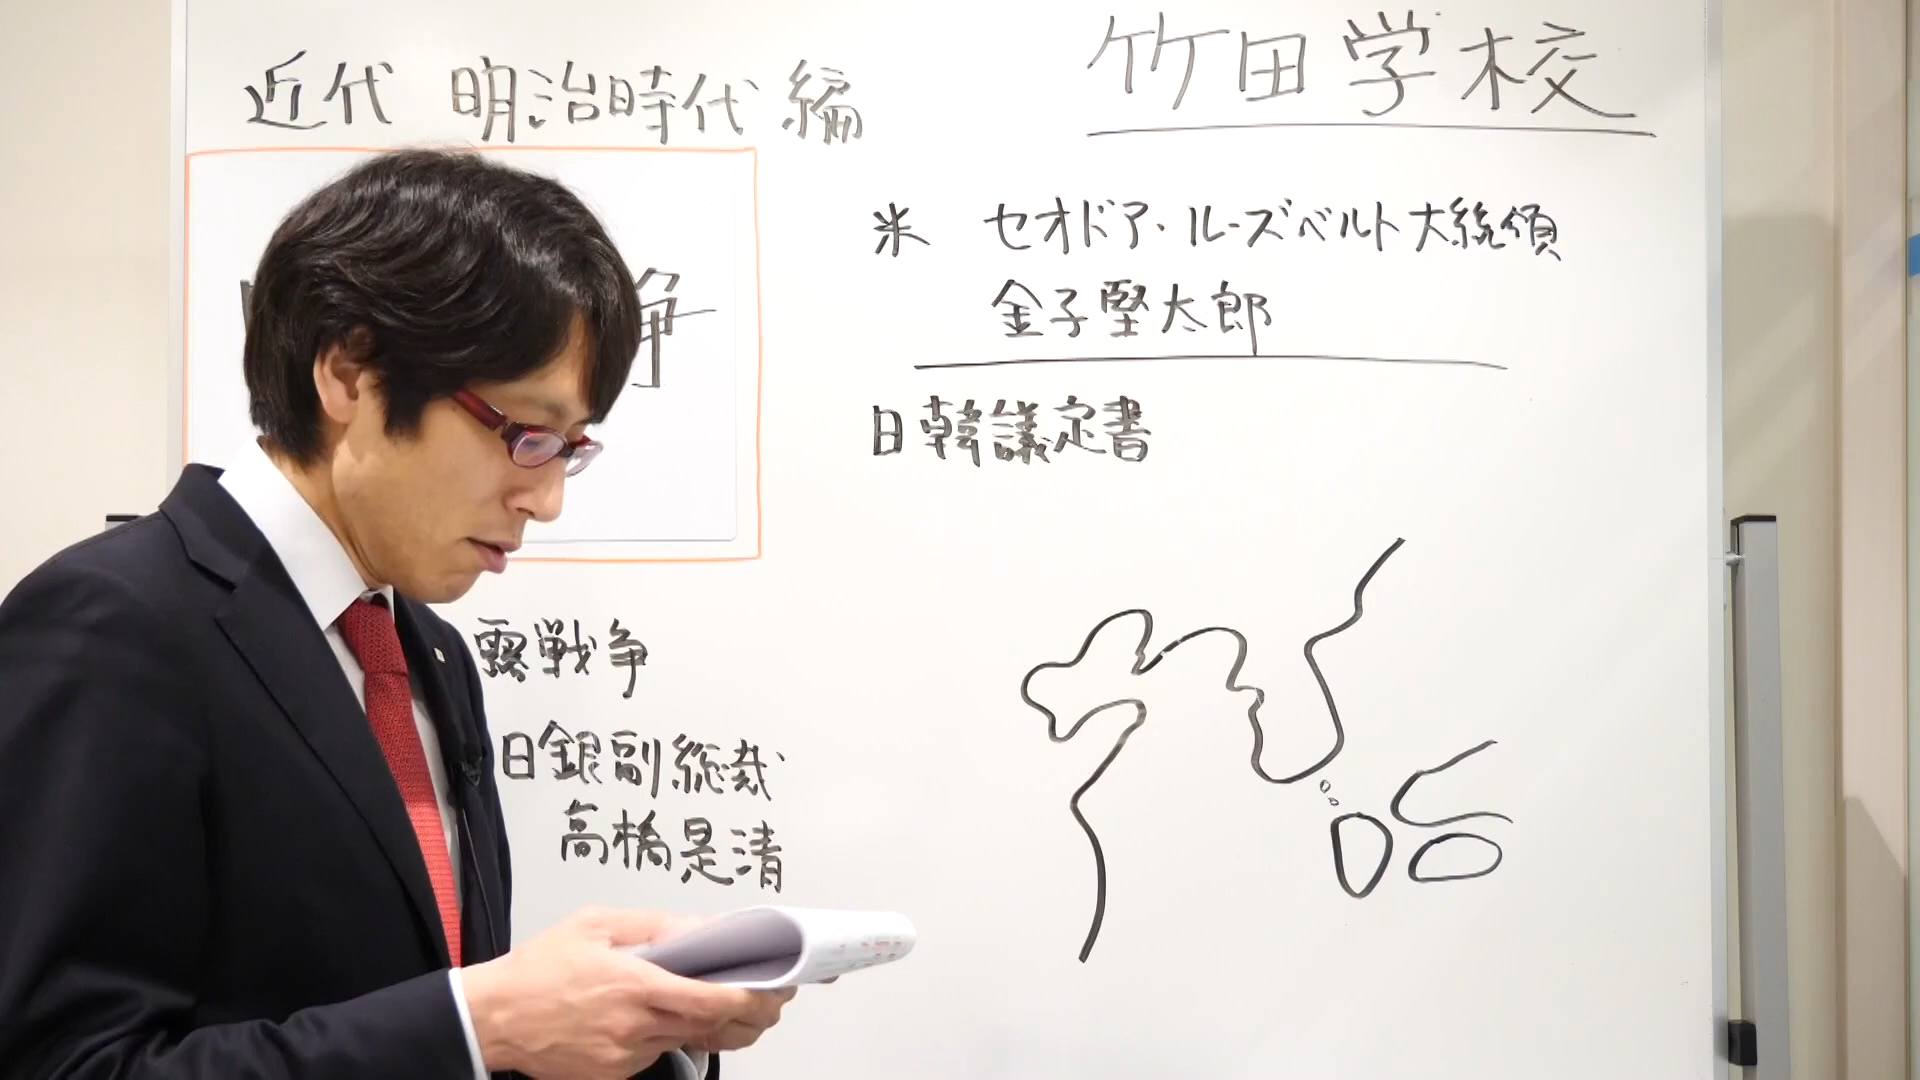 近代 明治時代 編
竹田学校
争
米 セオドア・ルーズベルト大統領
金子堅太郎
日韓議定書
露戦争
日銀副総裁
高橋是清